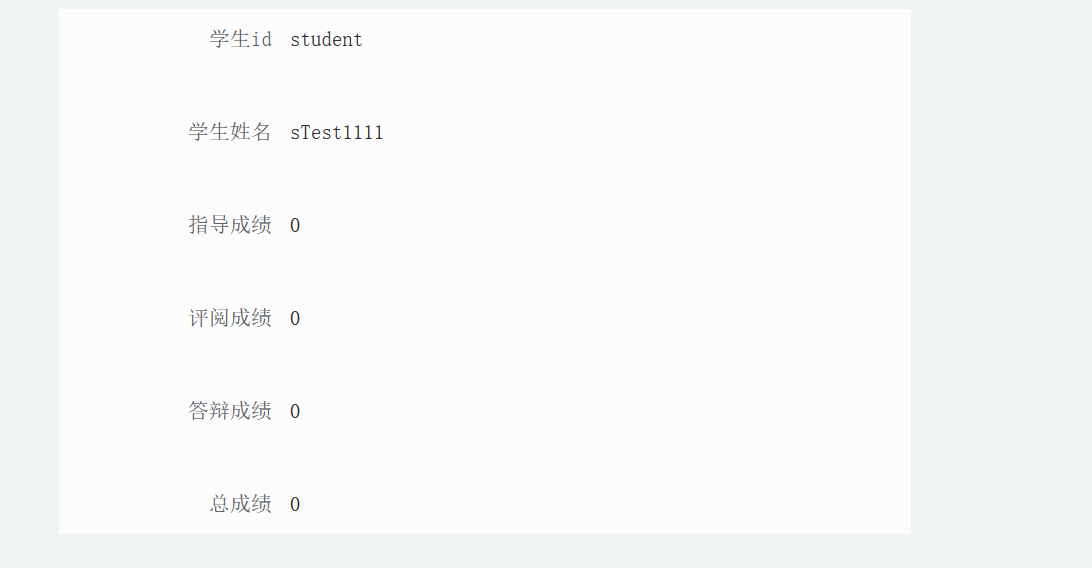 学生id student
学生姓名 sTest1111
指导成绩 0
评阅成绩 0
答辩成绩 0
总成绩 0